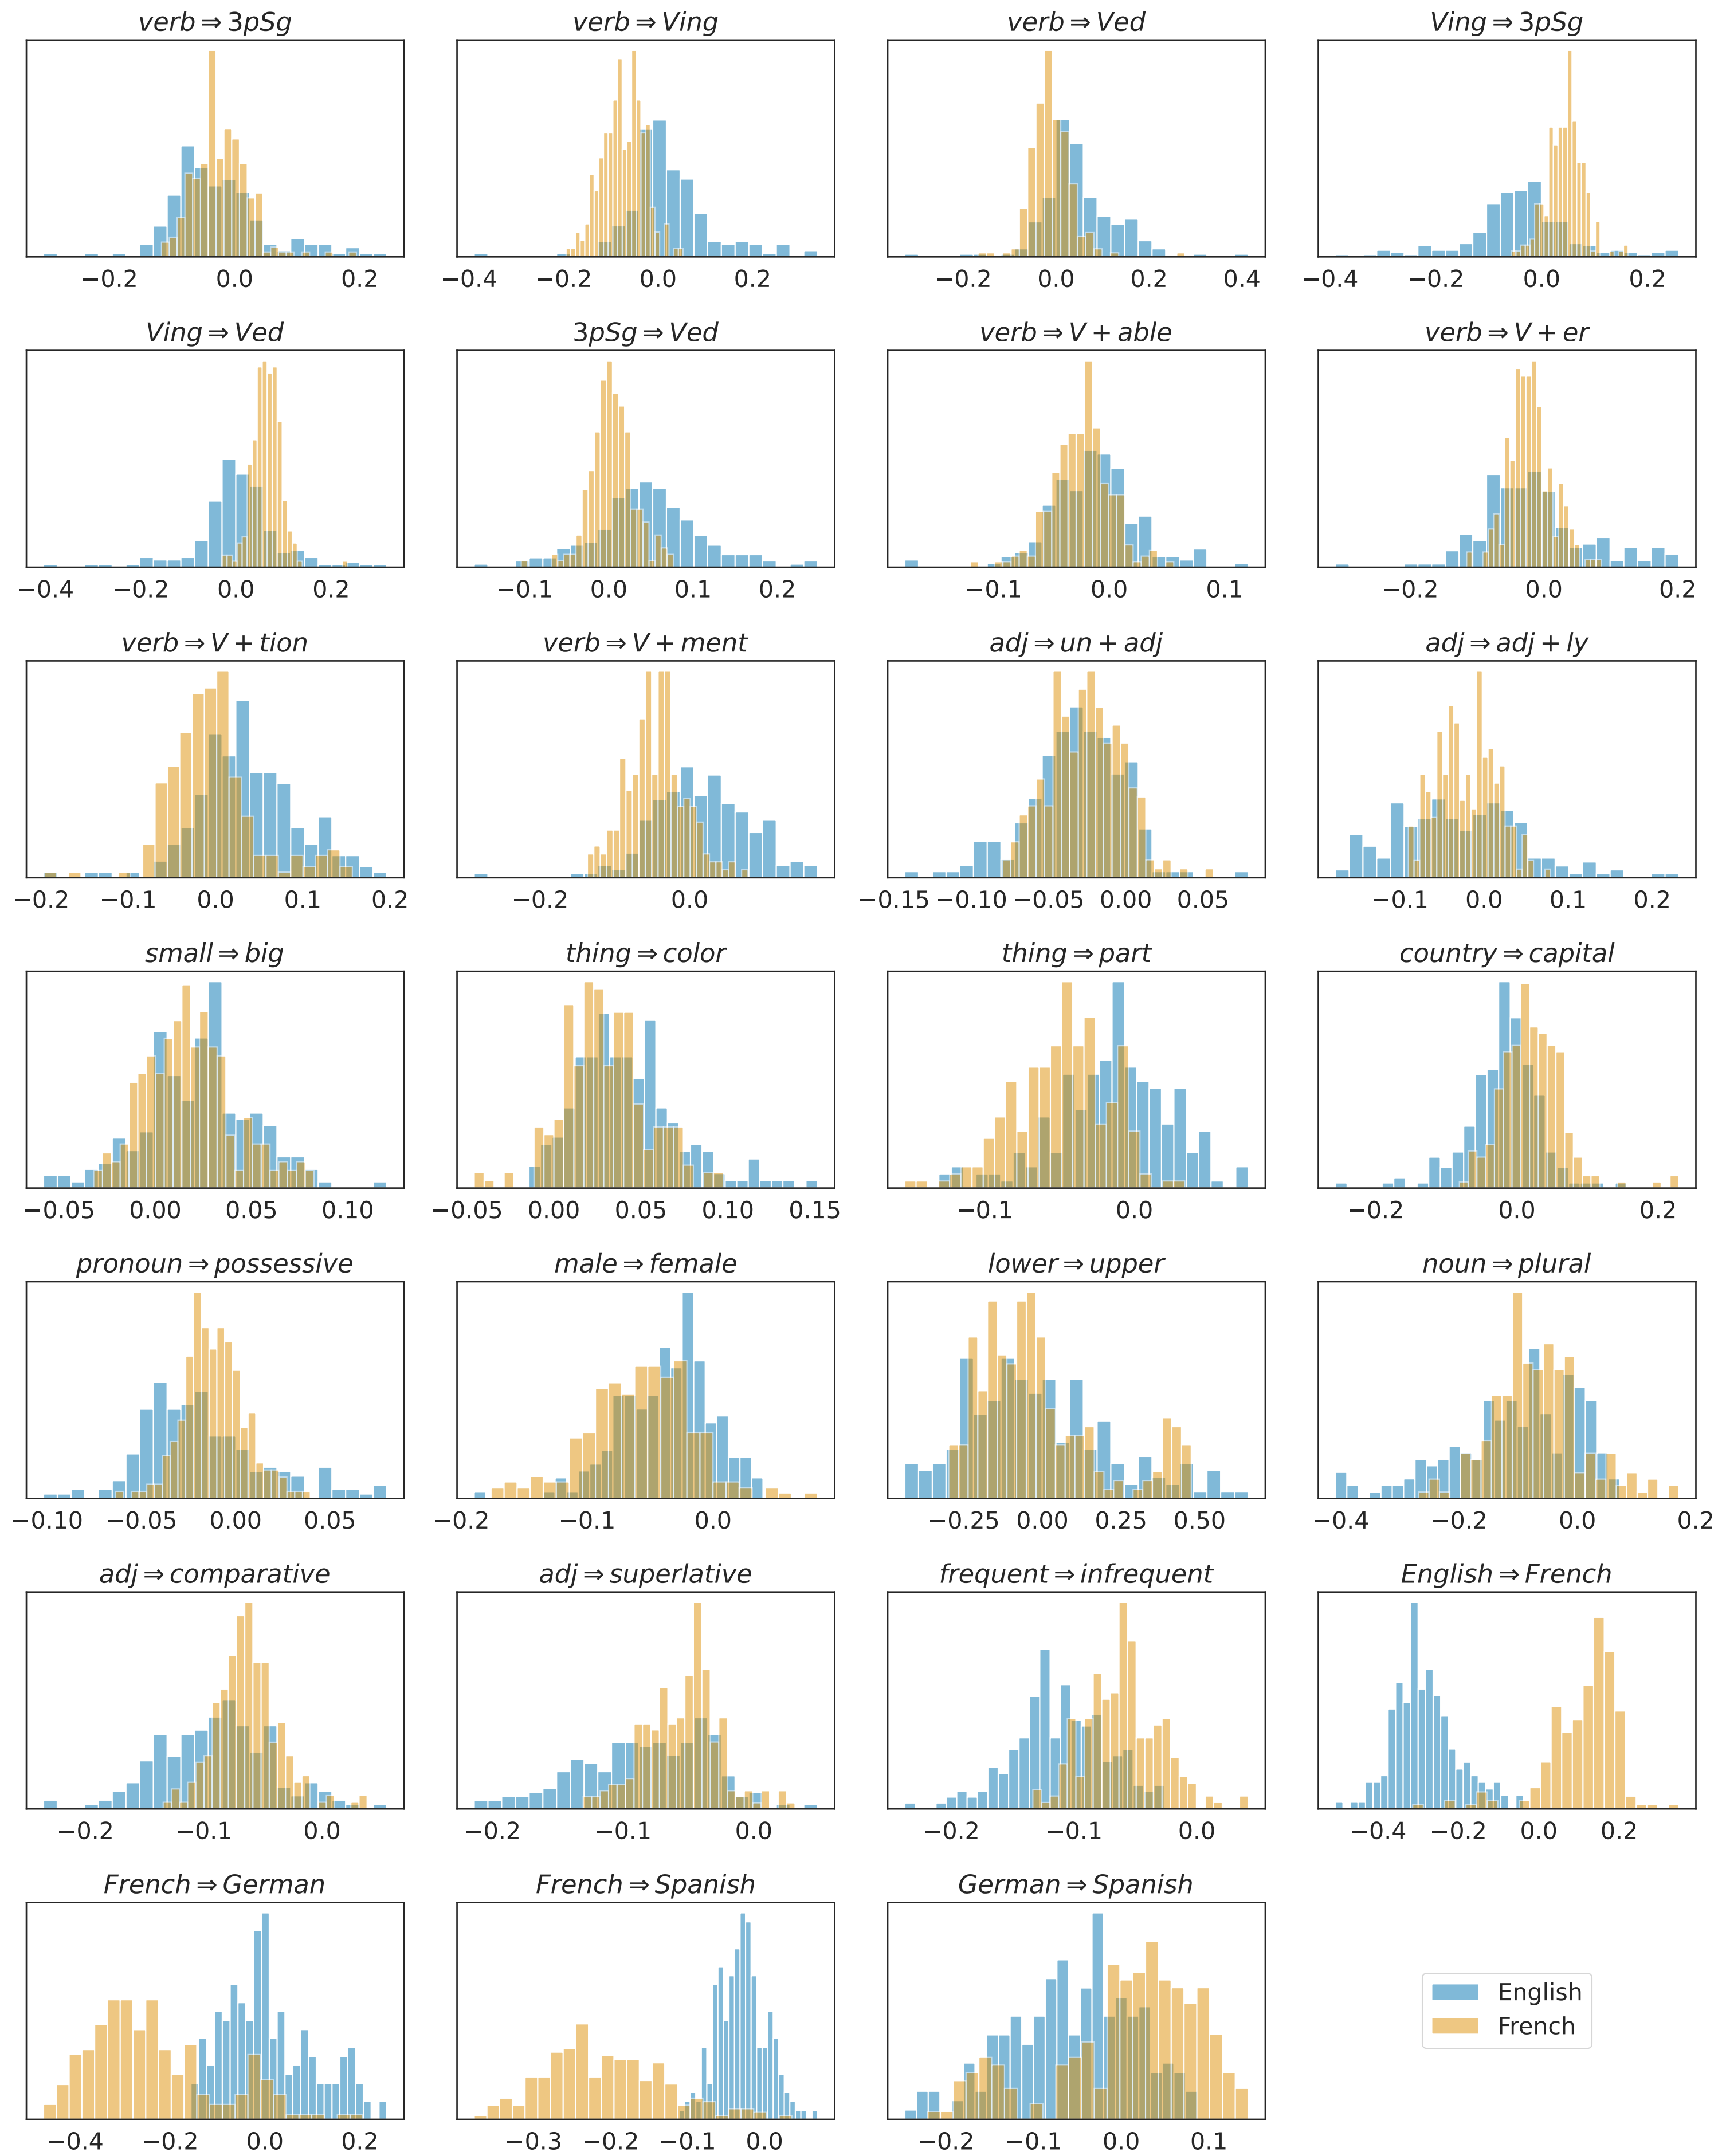 verb ⇒ 3pSg verb ⇒ Ving verb ⇒ Ved Ving ⇒ 3pSg
−0.2 0.0 0.2 −0.4 −0.2 0.0 0.2 −0.2 0.0 0.2 0.4 −0.4 −0.2 0.0 0.2
Ving ⇒ Ved 3pSg ⇒ Ved verb ⇒ V + able verb ⇒ V + er
−0.4 −0.2 0.0 0.2 −0.1 0.0 0.1 0.2 −0.1 0.0 0.1 −0.2 0.0 0.2
verb ⇒ V + tion verb ⇒ V + ment adj ⇒ un + adj adj ⇒ adj + ly
−0.2 −0.1 0.0 0.1 0.2 −0.2 0.0 −0.15 −0.10 −0.05 0.00 0.05 −0.1 0.0 0.1 0.2
small ⇒ big thing ⇒ color thing ⇒ part country ⇒ capital
−0.05 0.00 0.05 0.10 −0.05 0.00 0.05 0.10 0.15 −0.1 0.0 −0.2 0.0 0.2
pronoun ⇒ possessive male ⇒ female lower ⇒ upper noun ⇒ plural
−0.10 −0.05 0.00 0.05 −0.2 −0.1 0.0 −0.25 0.00 0.25 0.50 −0.4 −0.2 0.0 0.2
adj ⇒ comparative adj ⇒ superlative frequent ⇒ infrequent English ⇒ French
−0.2 −0.1 0.0 −0.2 −0.1 0.0 −0.2 −0.1 0.0 −0.4 −0.2 0.0 0.2
French ⇒ German French ⇒ Spanish German ⇒ Spanish
English
French
−0.4 −0.2 0.0 0.2 −0.3 −0.2 −0.1 0.0 −0.2 −0.1 0.0 0.1